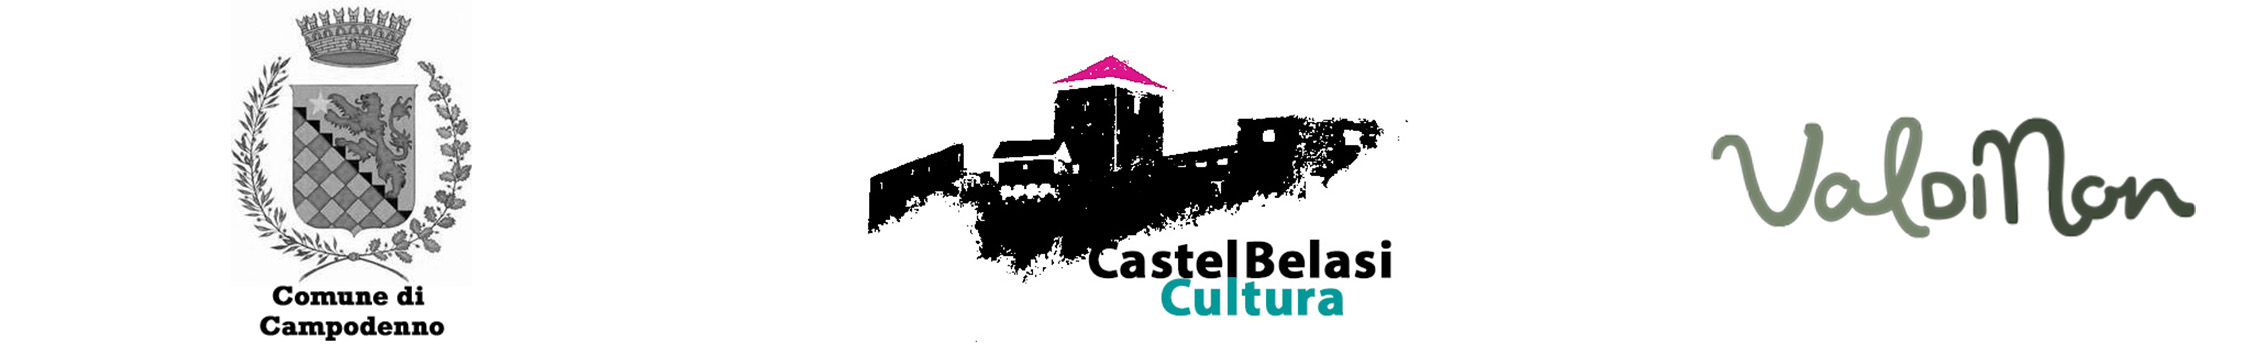 Comune di
Campodenno
CastelBelasi
Cultura
ValDiNon